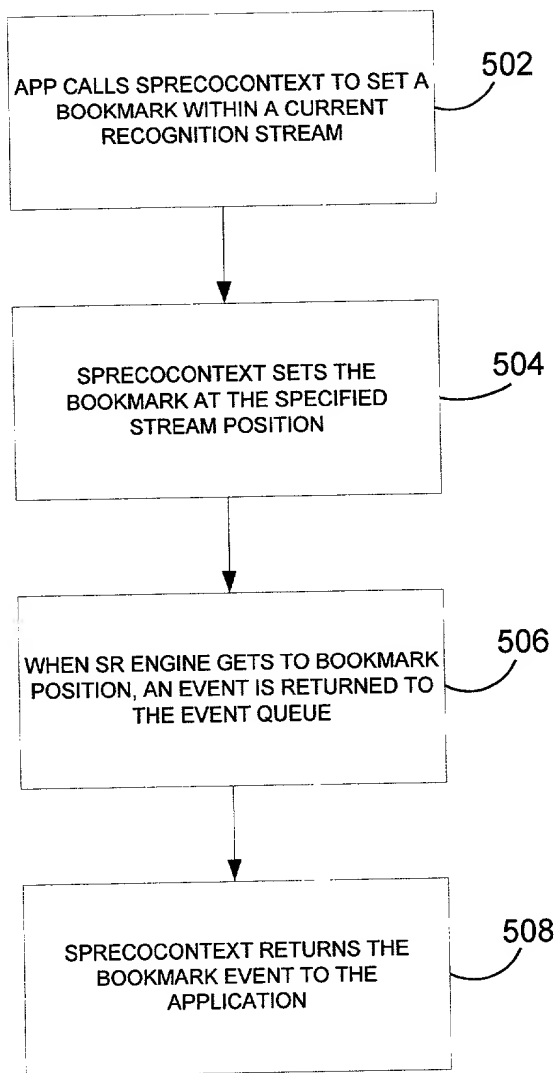 APP CALLS SPRECOCONTEXT TO SET A
BOOKMARK WITHIN A CURRENT
RECOGNITION STREAM
502
SPRECOCONTEXT SETS THE
BOOKMARK AT THE SPECIFIED
STREAM POSITION
504
WHEN SR ENGINE GETS TO BOOKMARK
POSITION, AN EVENT IS RETURNED TO
THE EVENT QUEUE
506
SPRECOCONTEXT RETURNS THE
BOOKMARK EVENT TO THE
APPLICATION
508